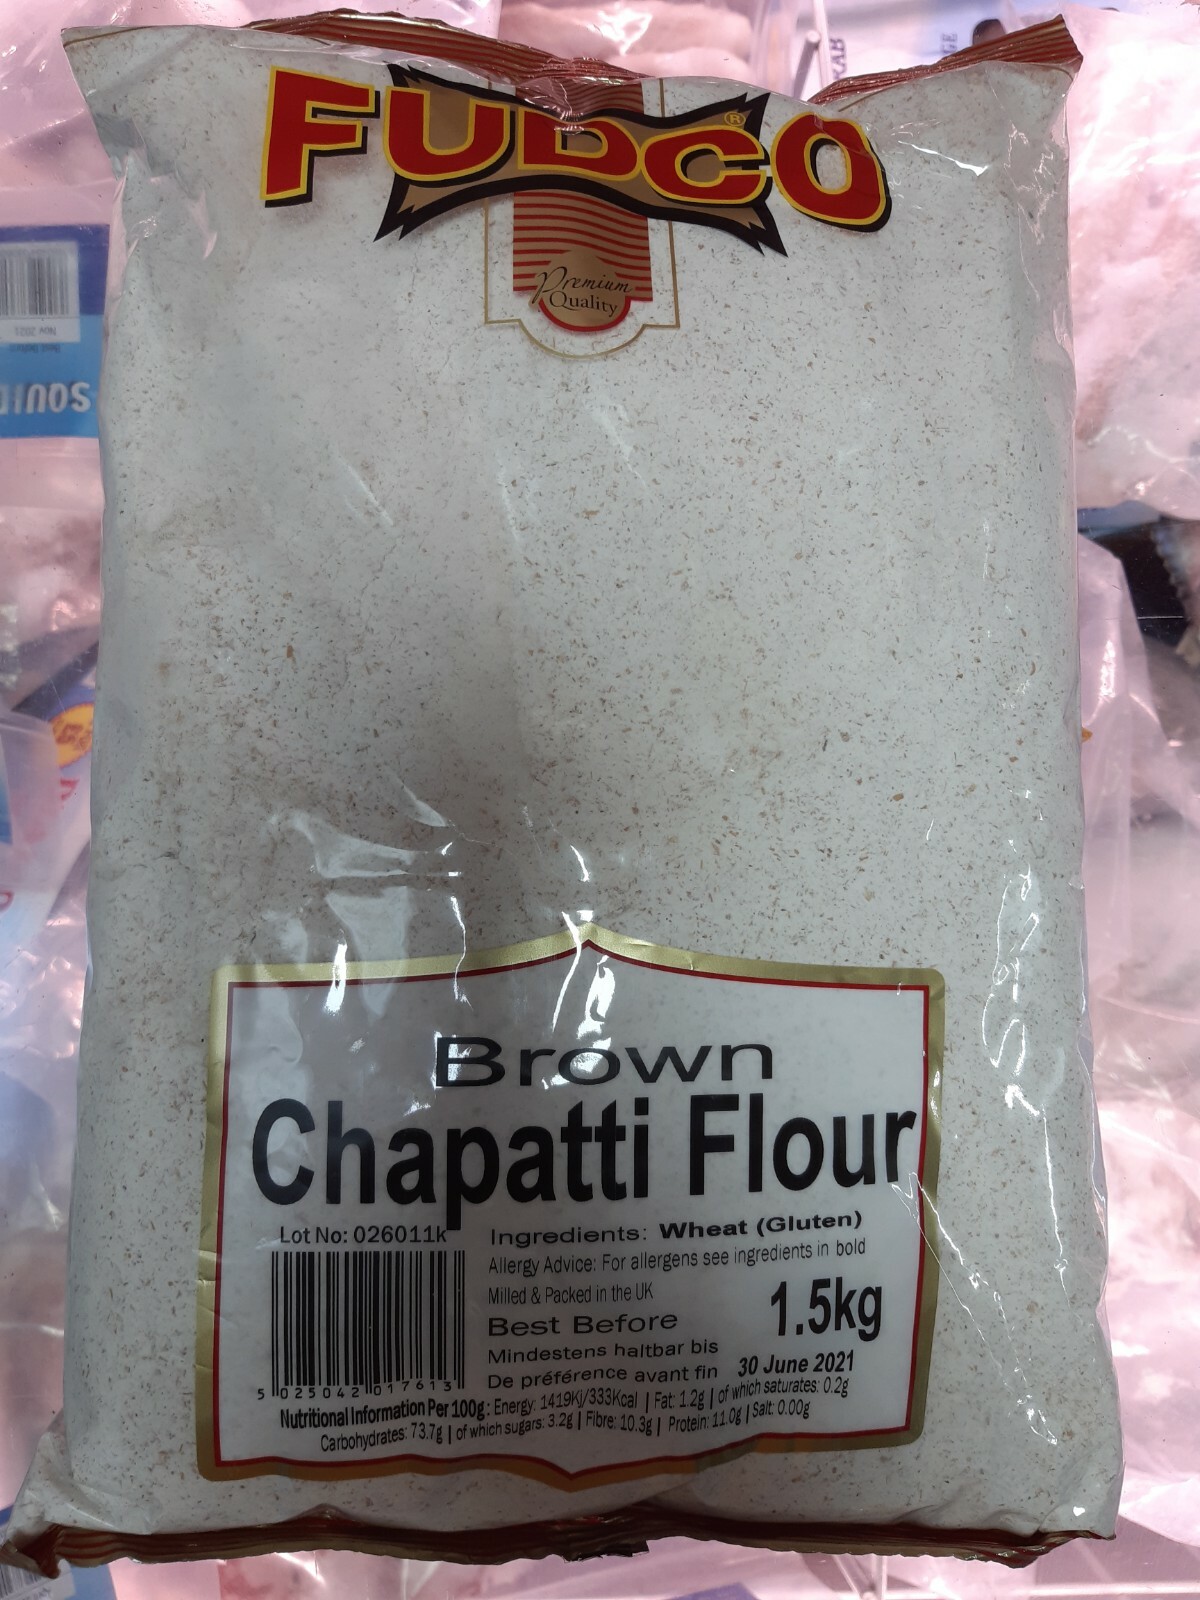 FUDCO®
Premium
Quality
Brown
Chapatti Flour
Lot No: 026011k
Ingredients: Wheat (Gluten)
Allergy Advice: For allergens see ingredients in bold
Milled & Packed in the UK
1.5kg
Best Before
Mindestens haltbar bis
De préférence avant fin
30 June 2021
5 025042 017613
Nutritional Information Per 100g: Energy: 1419Kj/333Kcal | Fat: 1.2g | of which saturates: 0.2g
Carbohydrates: 73.7g | of which sugars: 3.2g | Fibre: 10.3g | Protein: 11.0g | Salt: 0.00g
Nov 2021